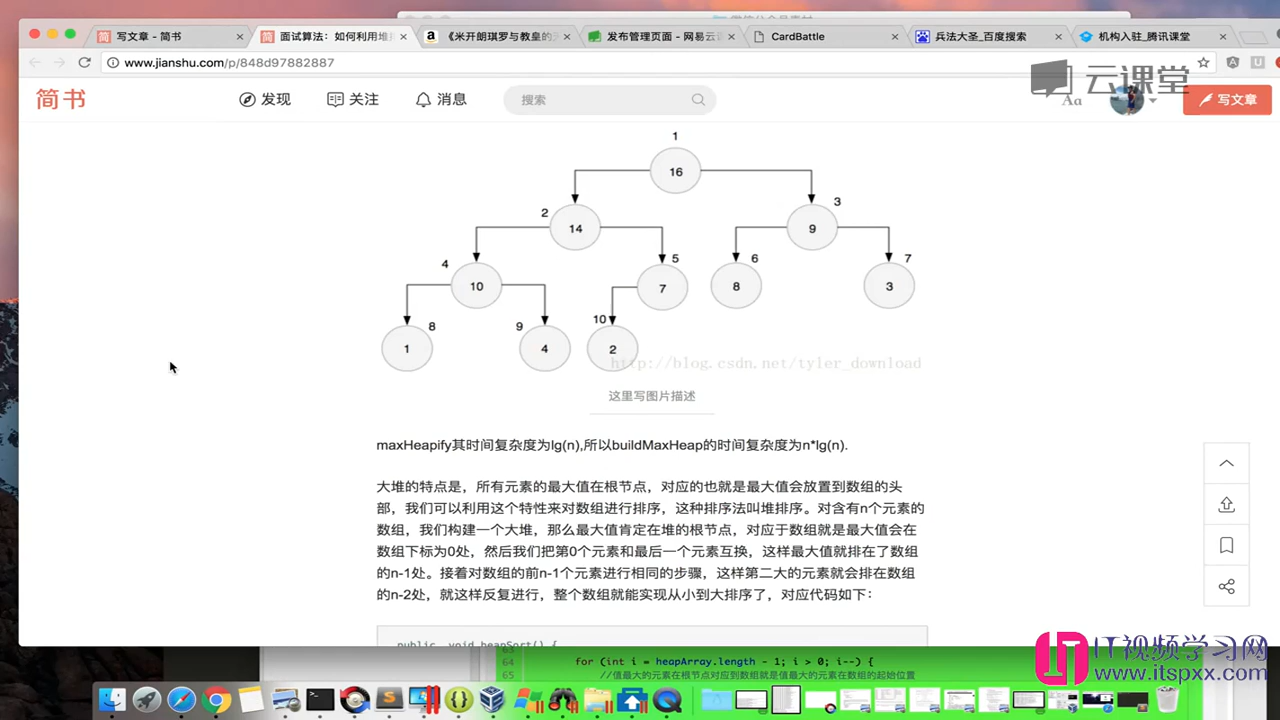 写文章 - 简书
面试算法：如何利用堆排
《米开朗琪罗与教皇的天
发布管理页面 - 网易云课
CardBattle
兵法大圣_百度搜索
机构入驻_腾讯课堂
www.jianshu.com/p/848d97882887
云课堂
简书
发现
关注
消息
搜索
Aa
写文章
1
16
2
14
3
9
4
10
5
7
6
8
7
3
8
1
9
4
10
2
http://blog.csdn.net/tyler_download
这里写图片描述
maxHeapify其时间复杂度为lg(n),所以buildMaxHeap的时间复杂度为n*lg(n).
大堆的特点是，所有元素的最大值在根节点，对应的也就是最大值会放置到数组的头
部，我们可以利用这个特性来对数组进行排序，这种排序法叫堆排序。对含有n个元素的
数组，我们构建一个大堆，那么最大值肯定在堆的根节点，对应于数组就是最大值会在
数组下标为0处，然后我们把第0个元素和最后一个元素互换，这样最大值就排在了数组
的n-1处。接着对数组的前n-1个元素进行相同的步骤，这样第二大的元素就会排在数组
的n-2处，就这样反复进行，整个数组就能实现从小到大排序了，对应代码如下：
public void heapSort() {
64 for (int i = heapArray.length - 1; i > 0; i--) {
65 //值最大的元素在根节点对应到数组就是值最大的元素在数组的起始位置
IT视频学习网
www.itspxx.com